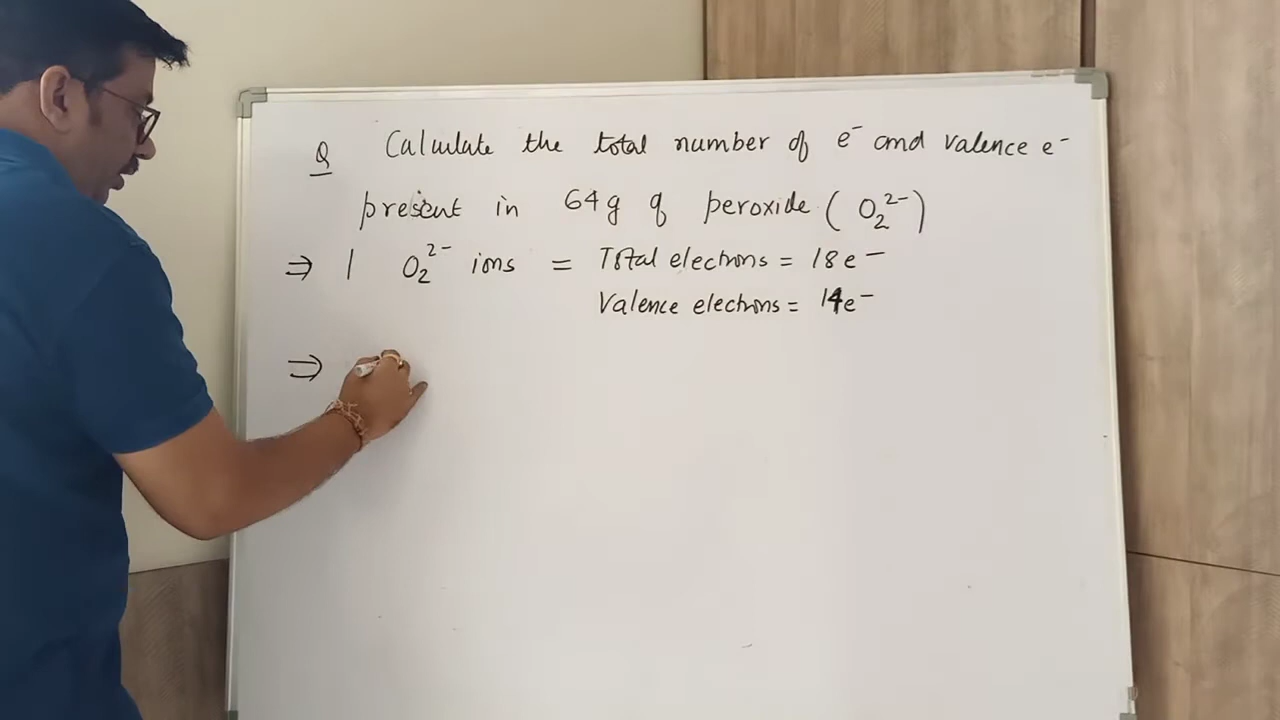 Q Calculate the total number of e⁻ and valence e⁻
present in 64g of peroxide ( O₂²⁻ )
⇒ 1 O₂²⁻ ions = Total electrons = 18e⁻
Valence electrons = 14e⁻
⇒